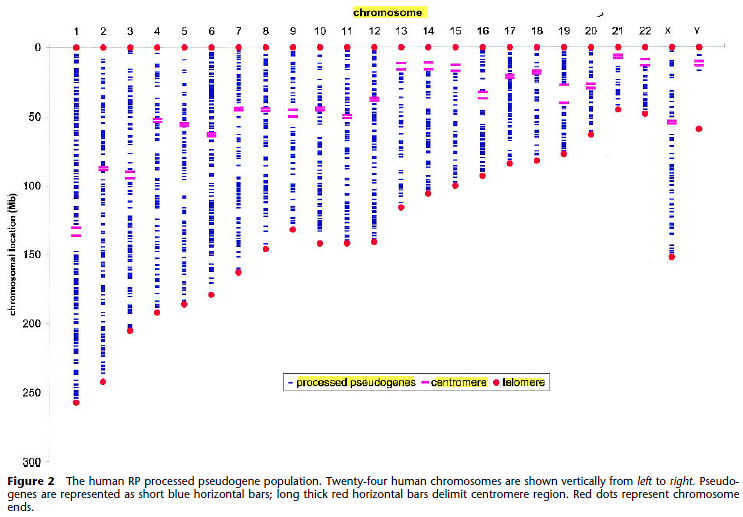 chromosome
1 2 3 4 5 6 7 8 9 10 11 12 13 14 15 16 17 18 19 20 21 22 X Y
0
50
100
150
200
250
300
chromosomal location (Mb)
processed pseudogenes centromere telomere
Figure 2 The human RP processed pseudogene population. Twenty-four human chromosomes are shown vertically from left to right. Pseudo-
genes are represented as short blue horizontal bars; long thick red horizontal bars delimit centromere region. Red dots represent chromosome
ends.